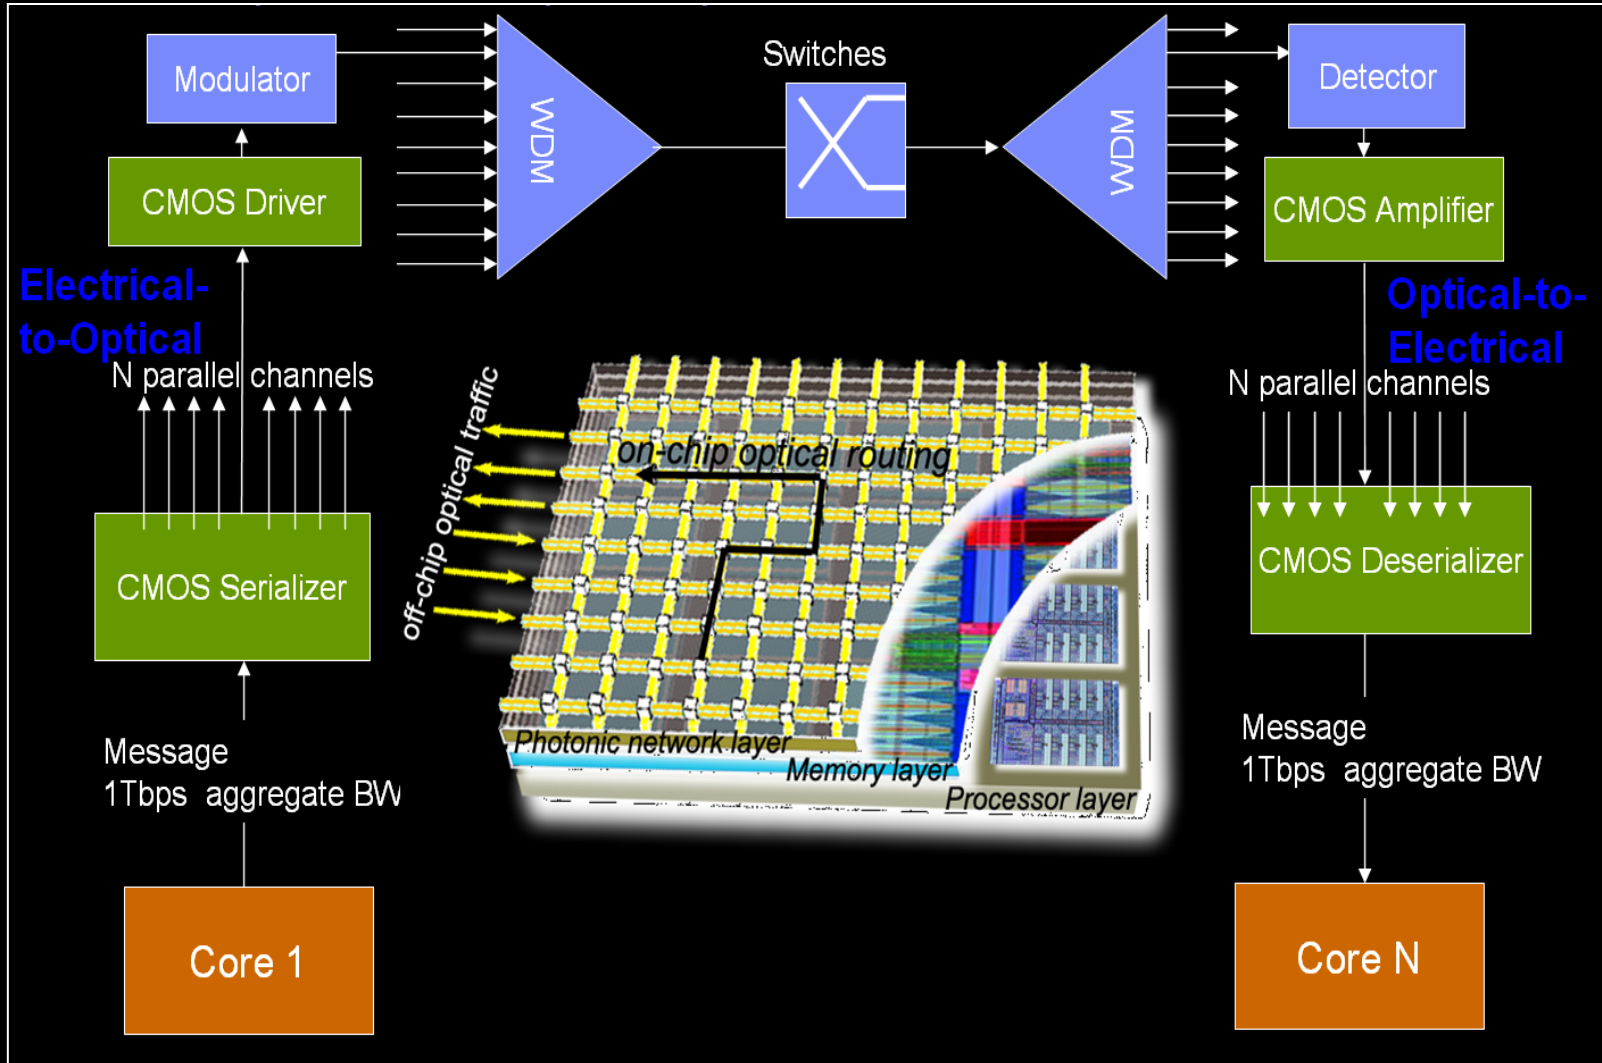 Switches
Modulator
WDM
WDM
Detector
CMOS Driver
CMOS Amplifier
Electrical-
to-Optical
Optical-to-
Electrical
N parallel channels
N parallel channels
off-chip optical traffic
on-chip optical routing
CMOS Serializer
CMOS Deserializer
Photonic network layer
Memory layer
Processor layer
Message
1Tbps aggregate BW
Message
1Tbps aggregate BW
Core 1
Core N